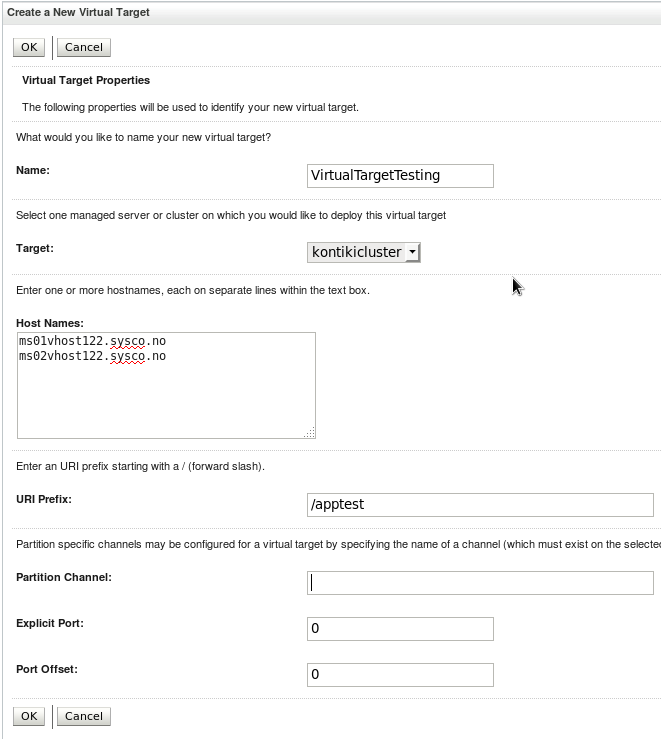 Create a New Virtual Target
OK Cancel
Virtual Target Properties
The following properties will be used to identify your new virtual target.
What would you like to name your new virtual target?
Name: VirtualTargetTesting
Select one managed server or cluster on which you would like to deploy this virtual target
Target: kontikicluster
Enter one or more hostnames, each on separate lines within the text box.
Host Names:
ms01vhost122.sysco.no
ms02vhost122.sysco.no
Enter an URI prefix starting with a / (forward slash).
URI Prefix: /apptest
Partition specific channels may be configured for a virtual target by specifying the name of a channel (which must exist on the selected
Partition Channel:
Explicit Port: 0
Port Offset: 0
OK Cancel